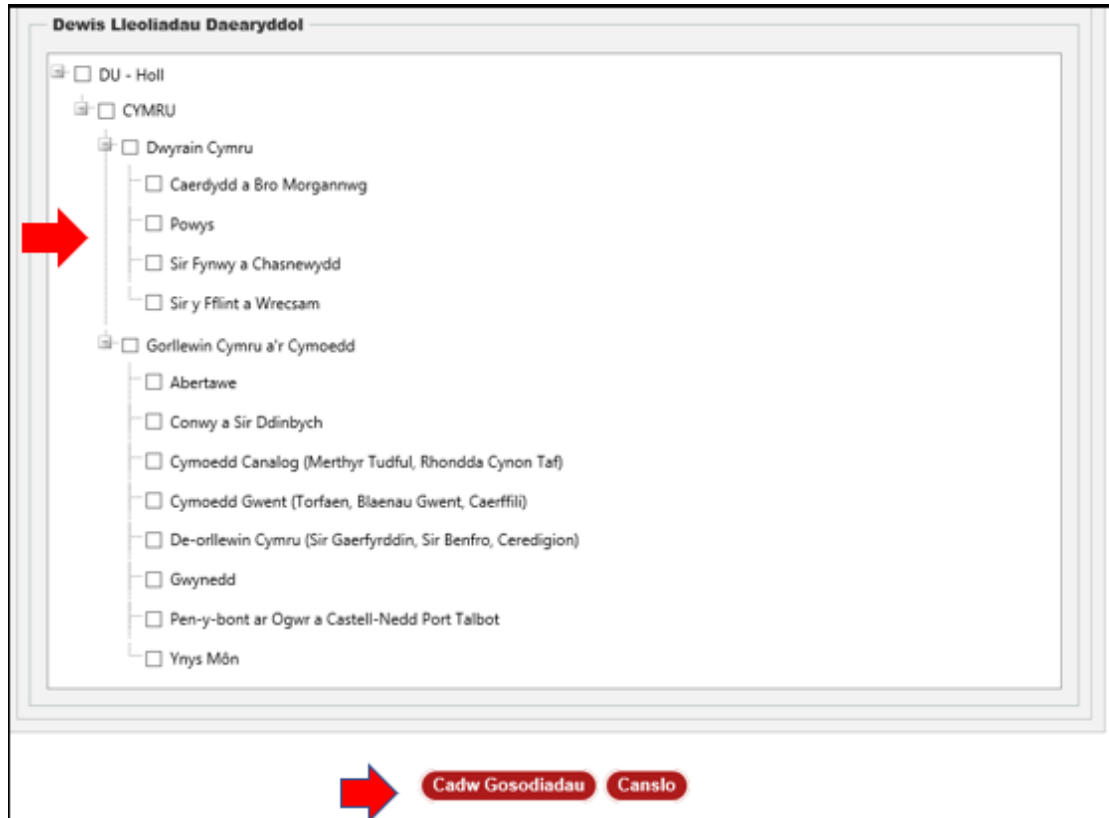 Dewis Lleoliadau Daearyddol
DU - Holl
CYMRU
Dwyrain Cymru
Caerdydd a Bro Morgannwg
Powys
Sir Fynwy a Chasnewydd
Sir y Fflint a Wrecsam
Gorllewin Cymru a'r Cymoedd
Abertawe
Conwy a Sir Ddinbych
Cymoedd Canalog (Merthyr Tudful, Rhondda Cynon Taf)
Cymoedd Gwent (Torfaen, Blaenau Gwent, Caerffili)
De-orllewin Cymru (Sir Gaerfyrddin, Sir Benfro, Ceredigion)
Gwynedd
Pen-y-bont ar Ogwr a Castell-Nedd Port Talbot
Ynys Môn
Cadw Gosodiadau Canslo